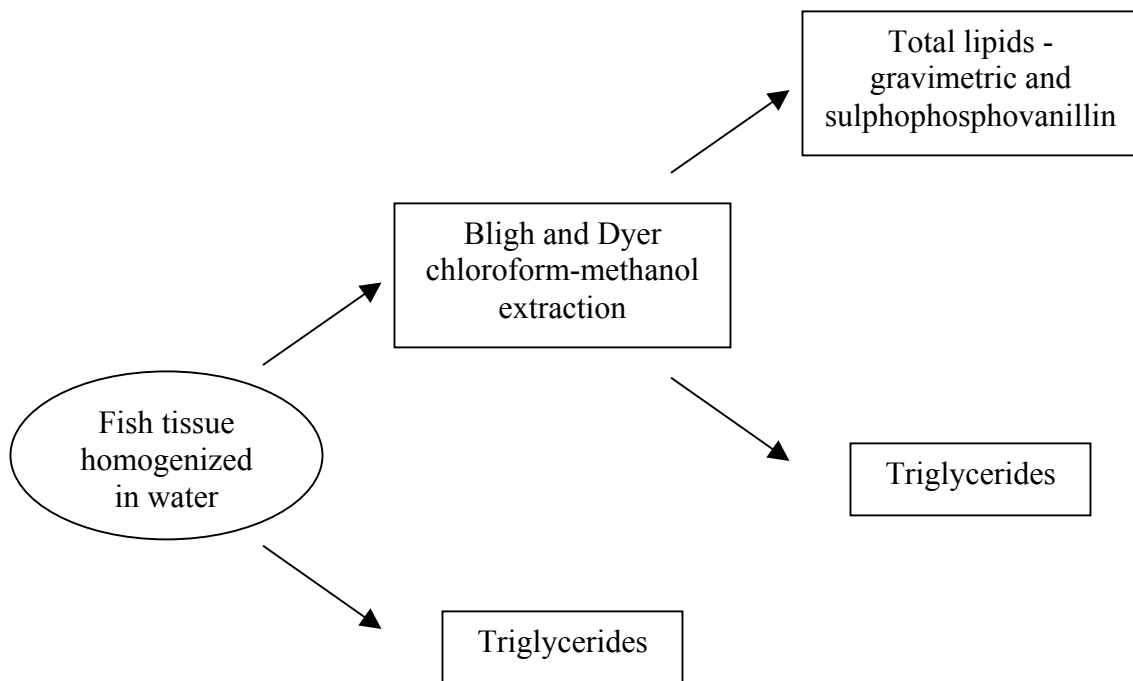 Total lipids -
gravimetric and
sulphophosphovanillin
Bligh and Dyer
chloroform-methanol
extraction
Fish tissue
homogenized
in water
Triglycerides
Triglycerides